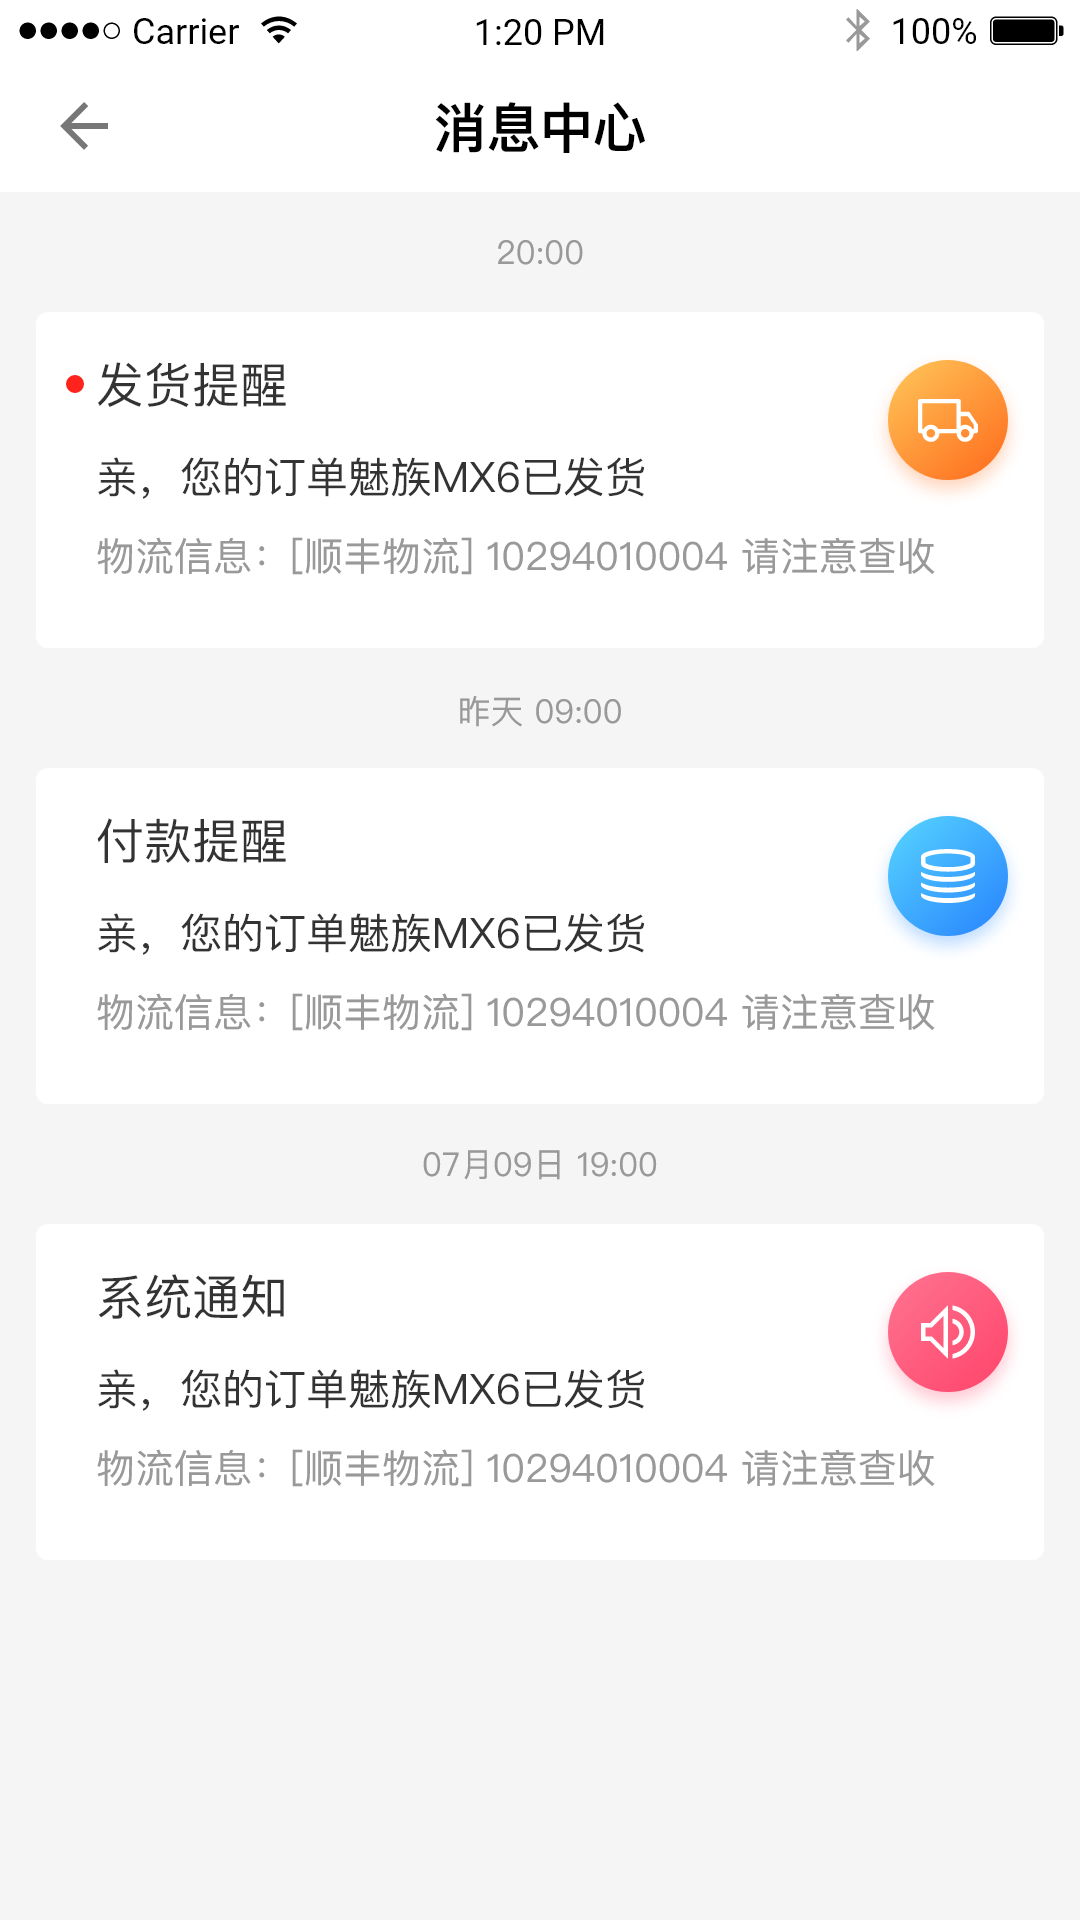 Carrier 1:20 PM 100%
消息中心
20:00
发货提醒
亲，您的订单魅族MX6已发货
物流信息：[顺丰物流] 10294010004 请注意查收
昨天 09:00
付款提醒
亲，您的订单魅族MX6已发货
物流信息：[顺丰物流] 10294010004 请注意查收
07月09日 19:00
系统通知
亲，您的订单魅族MX6已发货
物流信息：[顺丰物流] 10294010004 请注意查收